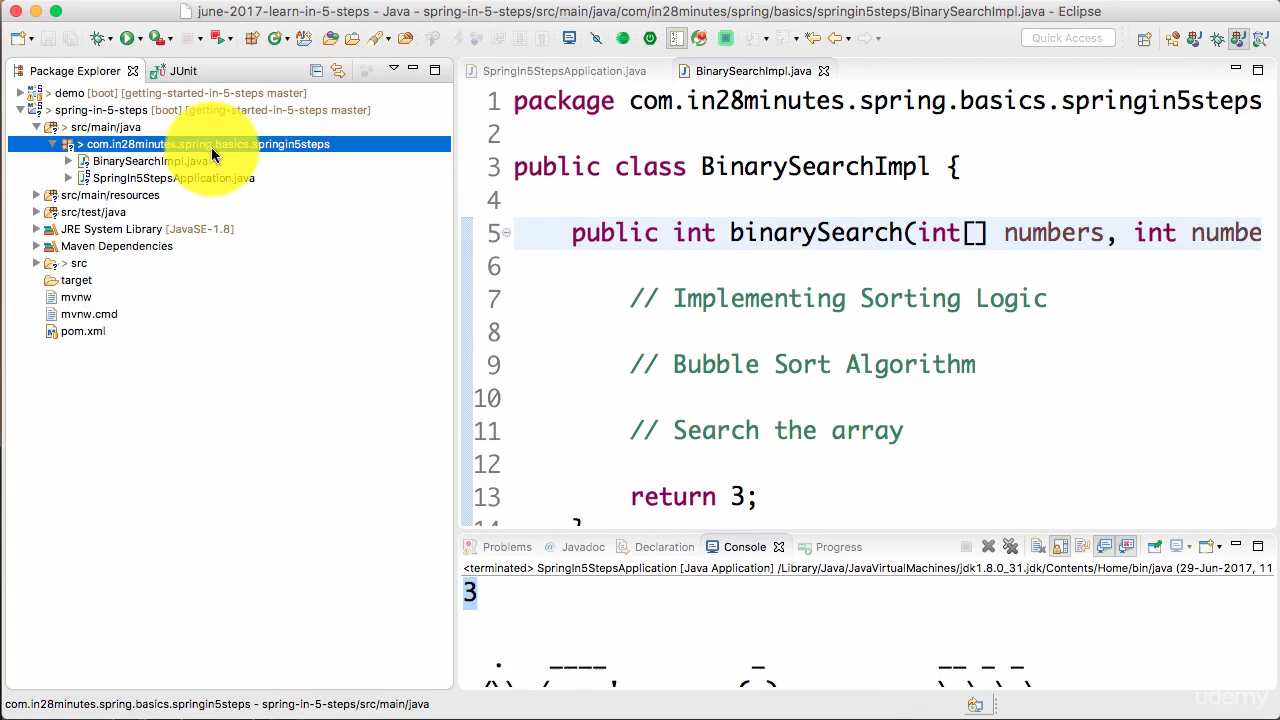 june-2017-learn-in-5-steps - Java - spring-in-5-steps/src/main/java/com/in28minutes/spring/basics/springin5steps/BinarySearchImpl.java - Eclipse
Quick Access
Package Explorer
JUnit
> demo [boot] [getting-started-in-5-steps master]
> spring-in-5-steps [boot] [getting-started-in-5-steps master]
> src/main/java
> com.in28minutes.spring.basics.springin5steps
BinarySearchImpl.java
SpringIn5StepsApplication.java
src/main/resources
src/test/java
JRE System Library [JavaSE-1.8]
Maven Dependencies
> src
target
mvnw
mvnw.cmd
pom.xml
SpringIn5StepsApplication.java
BinarySearchImpl.java
1 package com.in28minutes.spring.basics.springin5steps
2
3 public class BinarySearchImpl {
4
5 public int binarySearch(int[] numbers, int numbe
6
7 // Implementing Sorting Logic
8
9 // Bubble Sort Algorithm
10
11 // Search the array
12
13 return 3;
14 }
Problems
@ Javadoc
Declaration
Console
Progress
<terminated> SpringIn5StepsApplication [Java Application] /Library/Java/JavaVirtualMachines/jdk1.8.0_31.jdk/Contents/Home/bin/java (29-Jun-2017, 11
3
. ____ _ __ _ _
com.in28minutes.spring.basics.springin5steps - spring-in-5-steps/src/main/java
udemy